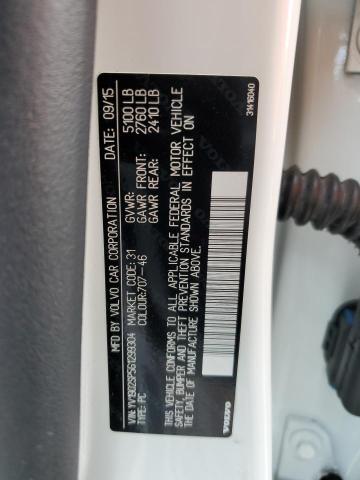 MFD BY VOLVO CAR CORPORATION DATE: 09/15
GVWR: 5100 LB
GAWR FRONT: 2760 LB
GAWR REAR: 2410 LB
YV1902SP5G1299304 MARKET CODE: 31
TYPE: PC COLOUR:707-46
THIS VEHICLE CONFORMS TO ALL APPLICABLE FEDERAL MOTOR VEHICLE
SAFETY, BUMPER AND THEFT PREVENTION STANDARDS IN EFFECT ON THE
DATE OF MANUFACTURE SHOWN ABOVE.
VOLVO
31416040